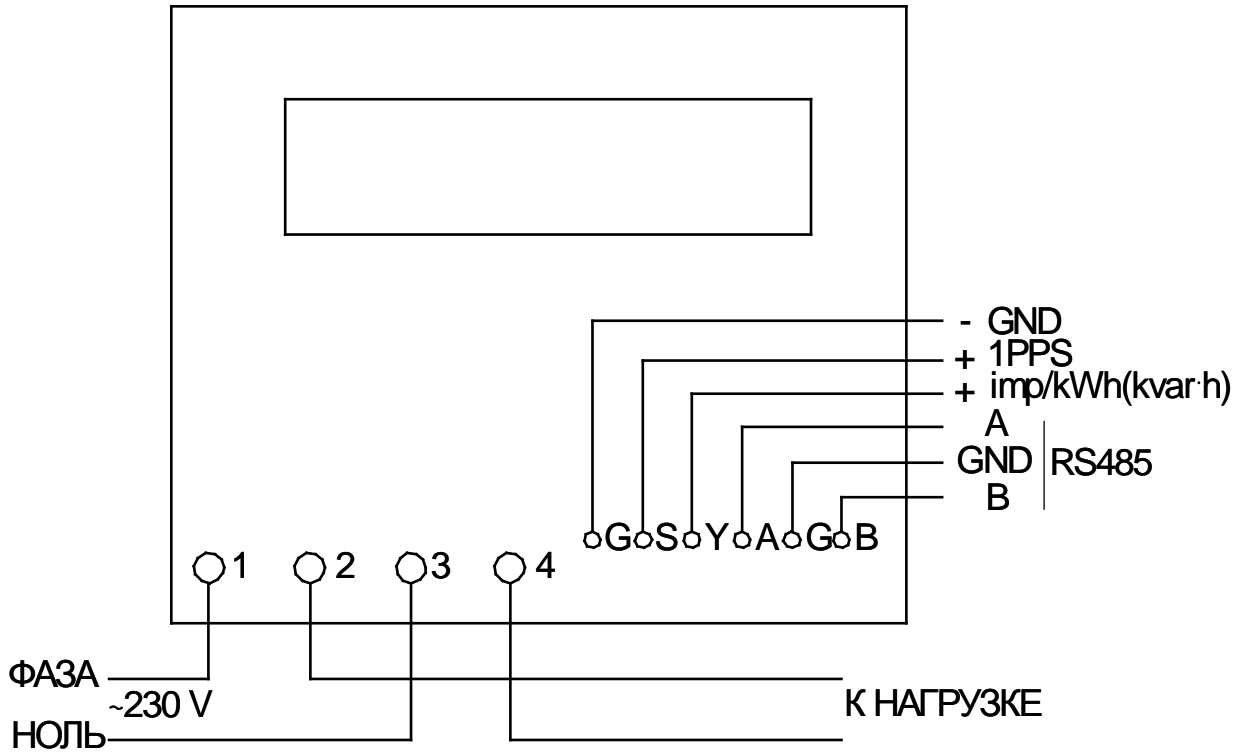 - GND
+ 1PPS
+ imp/kWh(kvar·h)
A
GND
RS485
B
G S Y A G B
1 2 3 4
ФАЗА
~230 V
К НАГРУЗКЕ
НОЛЬ